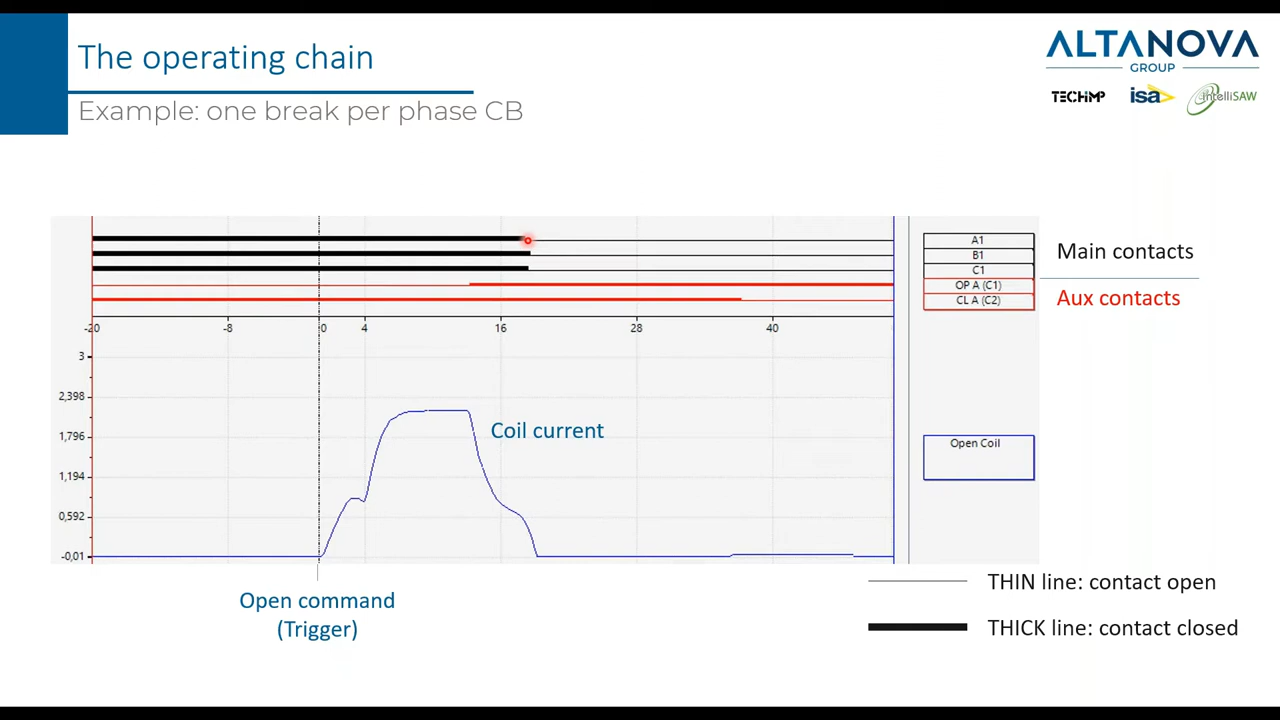 The operating chain
Example: one break per phase CB
ALTANOVA
GROUP
TECHIMP
isa
intelliSAW
A1
B1
C1
OP A (C1)
CL A (C2)
Main contacts
Aux contacts
-20
-8
0
4
16
28
40
3
2,398
1,796
1,194
0,592
-0,01
Coil current
Open Coil
Open command
(Trigger)
THIN line: contact open
THICK line: contact closed